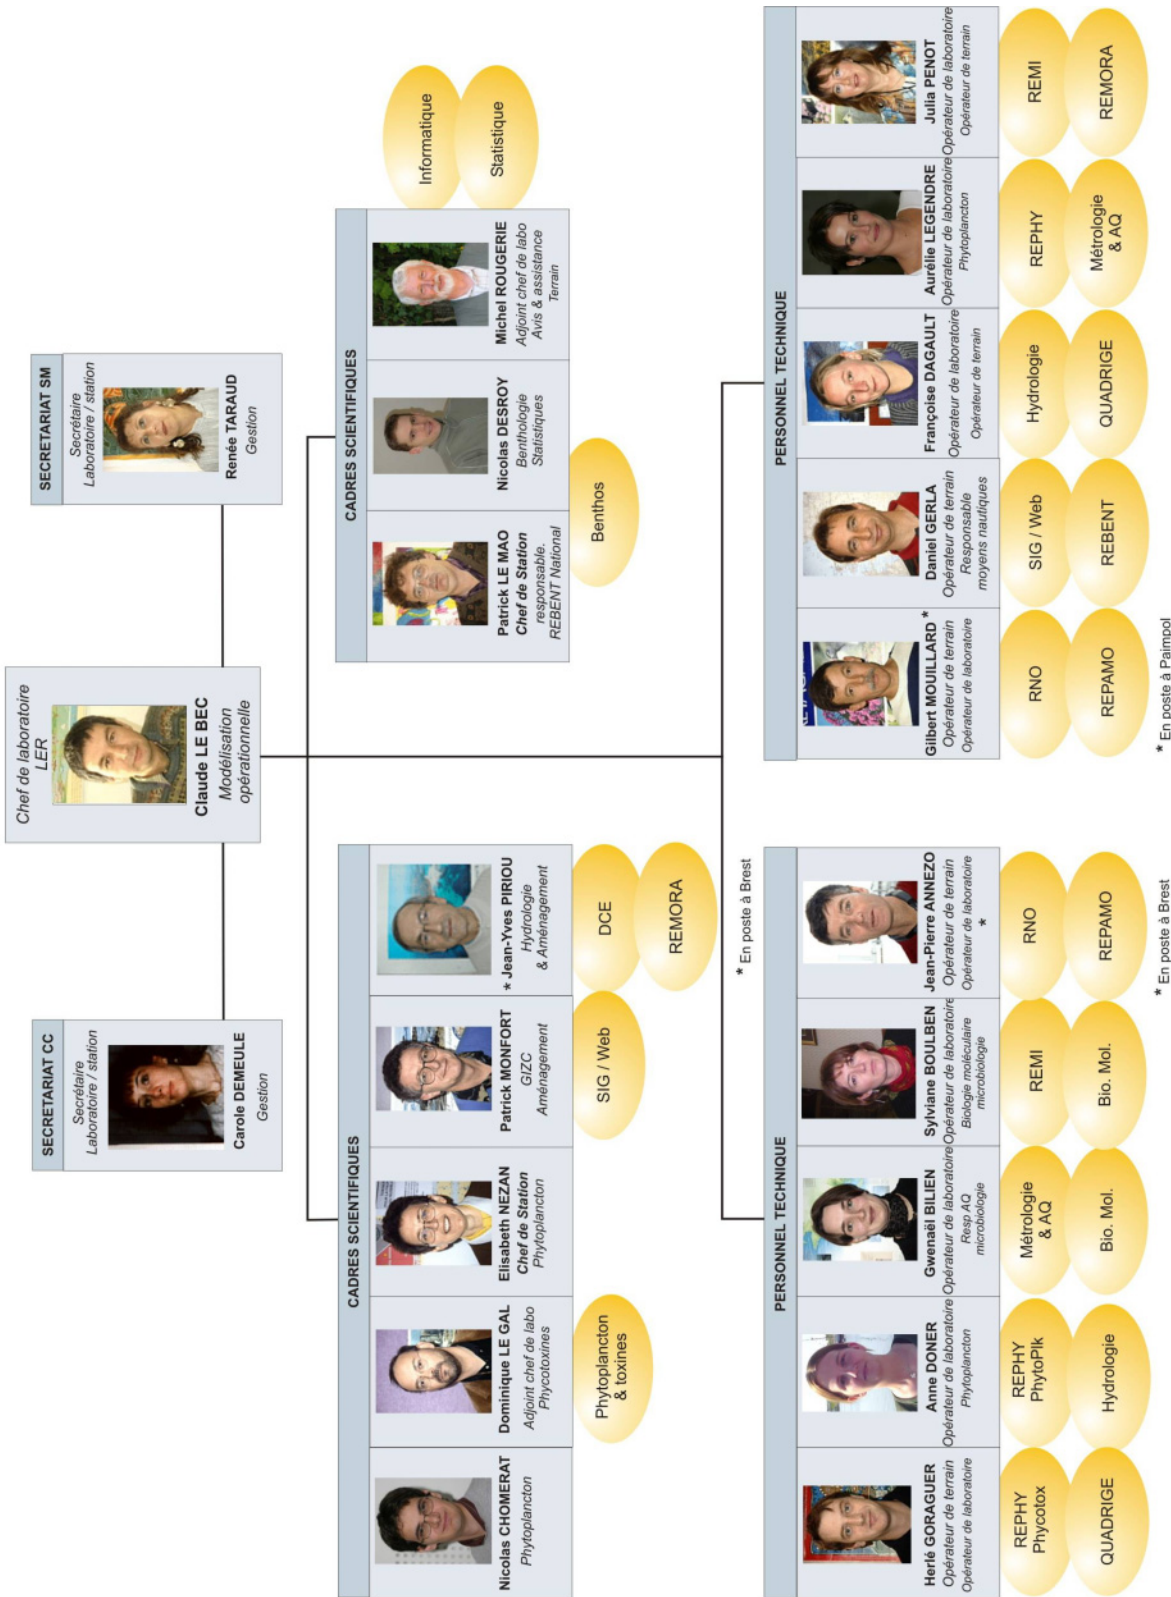 Chef de laboratoire
LER
Claude LE BEC
Modélisation
opérationnelle
SECRETARIAT CC
Secrétaire
Laboratoire / station
Carole DEMEULE
Gestion
SECRETARIAT SM
Secrétaire
Laboratoire / station
Renée TARAUD
Gestion
CADRES SCIENTIFIQUES
Nicolas CHOMERAT
Phytoplancton
Dominique LE GAL
Adjoint chef de labo
Phycotoxines
Phytoplancton
& toxines
Elisabeth NEZAN
Chef de Station
Phytoplancton
Patrick MONFORT
GIZC
Aménagement
SIG / Web
* Jean-Yves PIRIOU
Hydrologie
& Aménagement
DCE
REMORA
* En poste à Brest
CADRES SCIENTIFIQUES
Patrick LE MAO
Chef de Station
responsable.
REBENT National
Benthos
Nicolas DESROY
Benthologie
Statistiques
Michel ROUGERIE
Adjoint chef de labo
Avis & assistance
Terrain
Informatique
Statistique
PERSONNEL TECHNIQUE
Herlé GORAGUER
Opérateur de terrain
Opérateur de laboratoire
REPHY
Phycotox
QUADRIGE
Anne DONER
Opérateur de laboratoire
Phytoplancton
REPHY
PhytoPlk
Hydrologie
Gwenaël BILIEN
Opérateur de laboratoire
Resp AQ
microbiologie
Métrologie
& AQ
Bio. Mol.
Sylviane BOULBEN
Opérateur de laboratoire
Biologie moléculaire
microbiologie
REMI
Bio. Mol.
Jean-Pierre ANNEZO
Opérateur de terrain
Opérateur de laboratoire
*
RNO
REPAMO
* En poste à Brest
PERSONNEL TECHNIQUE
Gilbert MOUILLARD *
Opérateur de terrain
Opérateur de laboratoire
RNO
REPAMO
Daniel GERLA
Opérateur de terrain
Responsable
moyens nautiques
SIG / Web
REBENT
Françoise DAGAULT
Opérateur de laboratoire
Opérateur de terrain
Hydrologie
QUADRIGE
Aurélie LEGENDRE
Opérateur de laboratoire
Phytoplancton
REPHY
Métrologie
& AQ
Julia PENOT
Opérateur de laboratoire
Opérateur de terrain
REMI
REMORA
* En poste à Paimpol